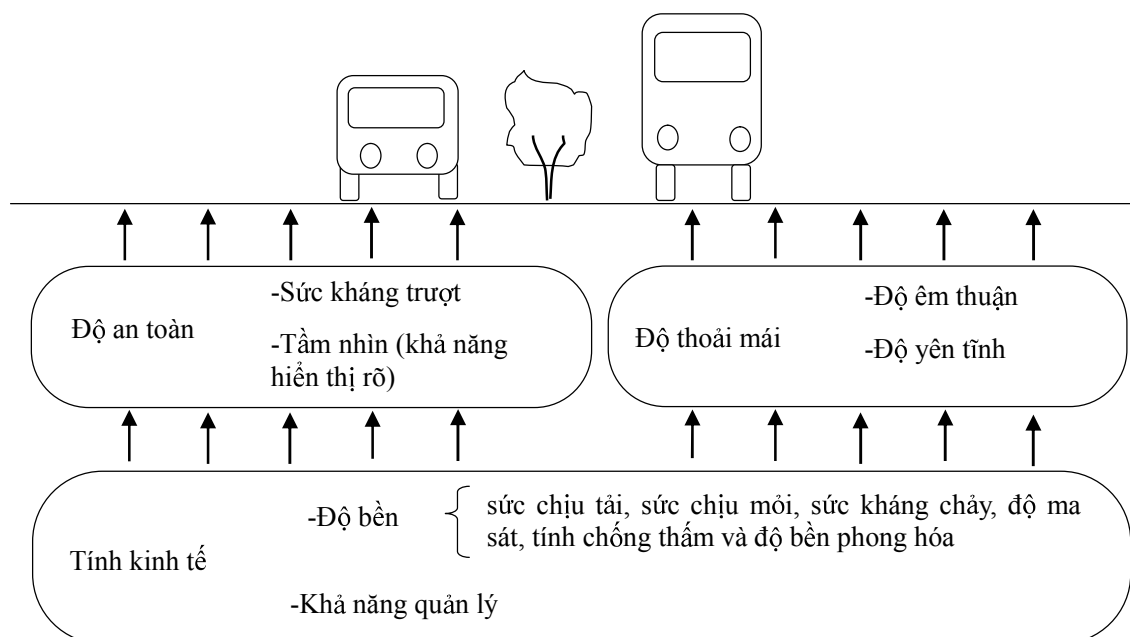 Độ an toàn
-Sức kháng trượt
-Tầm nhìn (khả năng
hiển thị rõ)
Độ thoải mái
-Độ êm thuận
-Độ yên tĩnh
Tính kinh tế
-Độ bền
sức chịu tải, sức chịu mỏi, sức kháng chảy, độ ma
sát, tính chống thấm và độ bền phong hóa
-Khả năng quản lý